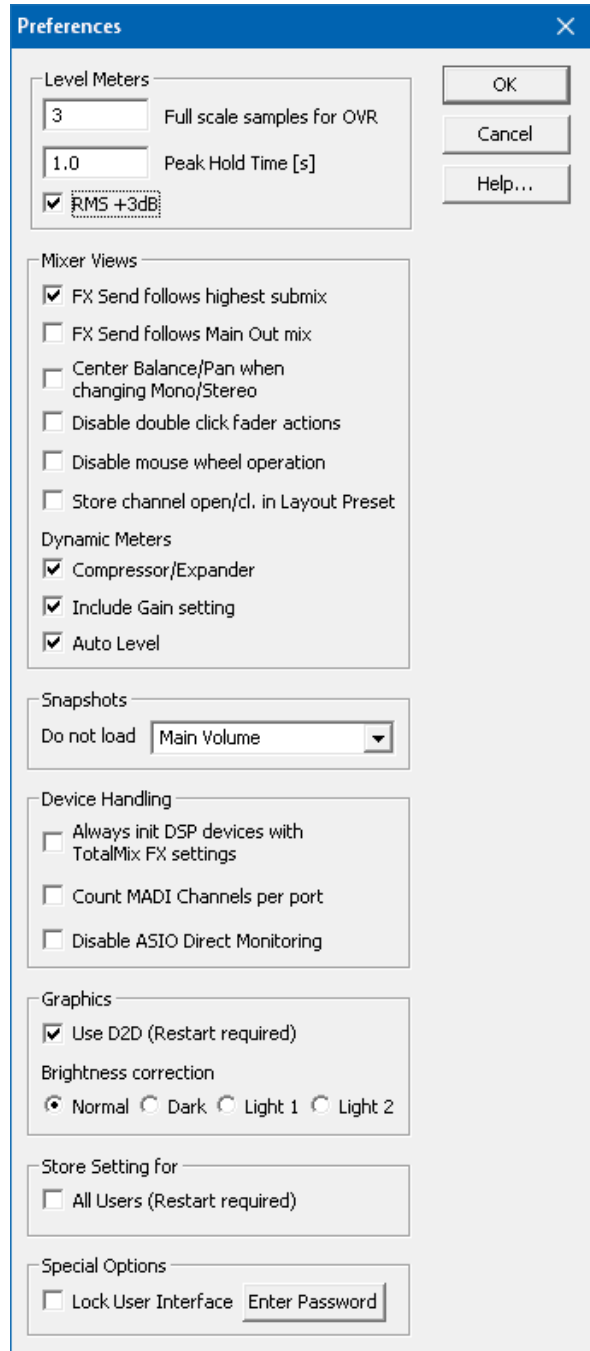 Preferences
Level Meters
OK
3 Full scale samples for OVR
Cancel
1.0 Peak Hold Time [s]
Help...
RMS +3dB
Mixer Views
FX Send follows highest submix
FX Send follows Main Out mix
Center Balance/Pan when
changing Mono/Stereo
Disable double click fader actions
Disable mouse wheel operation
Store channel open/cl. in Layout Preset
Dynamic Meters
Compressor/Expander
Include Gain setting
Auto Level
Snapshots
Do not load Main Volume
Device Handling
Always init DSP devices with
TotalMix FX settings
Count MADI Channels per port
Disable ASIO Direct Monitoring
Graphics
Use D2D (Restart required)
Brightness correction
Normal Dark Light 1 Light 2
Store Setting for
All Users (Restart required)
Special Options
Lock User Interface Enter Password